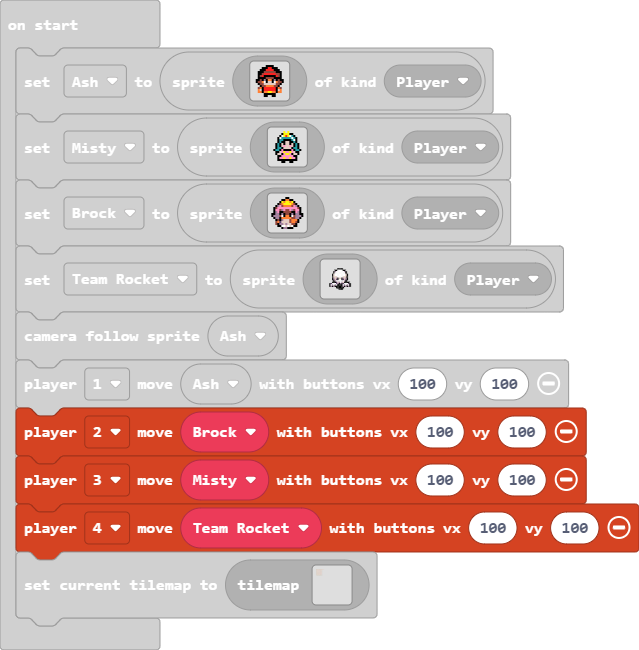 on start
set Ash to sprite of kind Player
set Misty to sprite of kind Player
set Brock to sprite of kind Player
set Team Rocket to sprite of kind Player
camera follow sprite Ash
player 1 move Ash with buttons vx 100 vy 100
player 2 move Brock with buttons vx 100 vy 100
player 3 move Misty with buttons vx 100 vy 100
player 4 move Team Rocket with buttons vx 100 vy 100
set current tilemap to tilemap